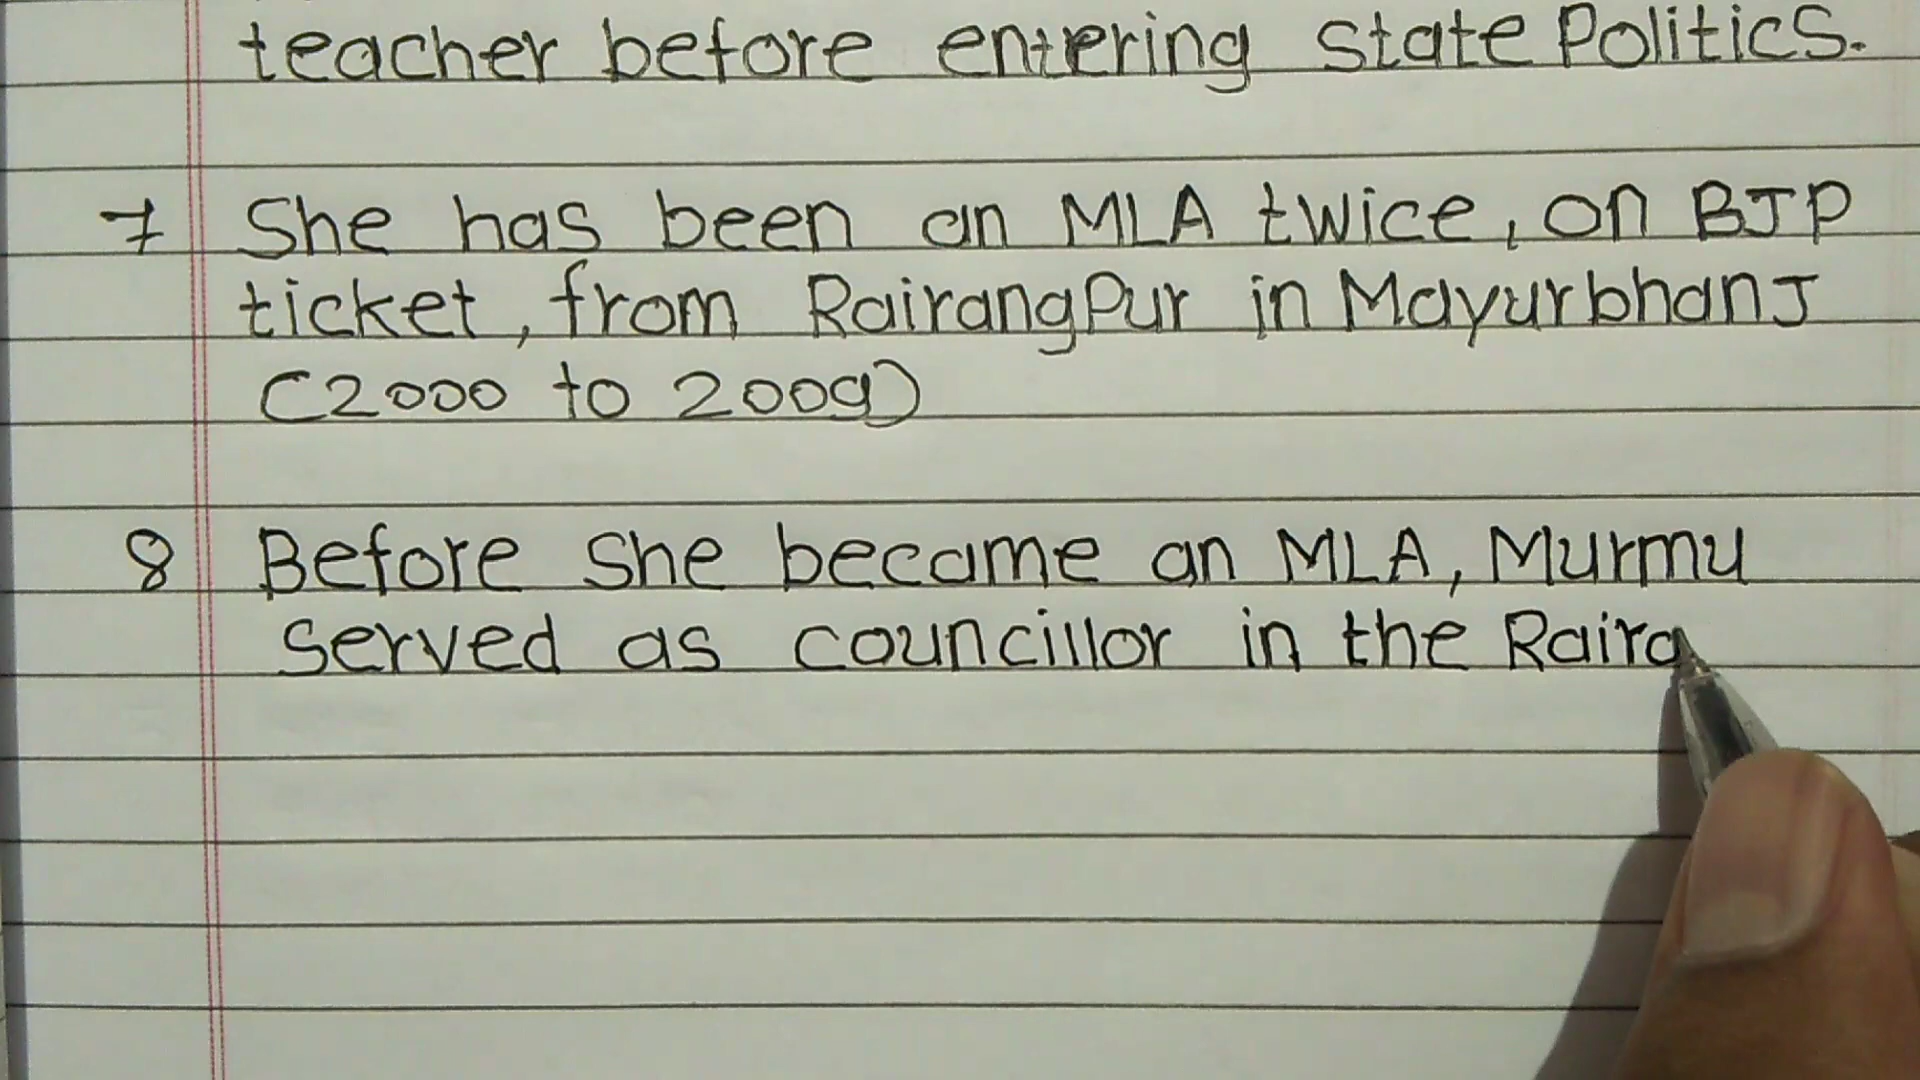 teacher before entering state Politics.
7 She has been an MLA twice, on BJP
ticket, from RairangPur in MayurbhanJ
(2000 to 2009)
8 Before she became an MLA, Murmu
served as councillor in the Raira